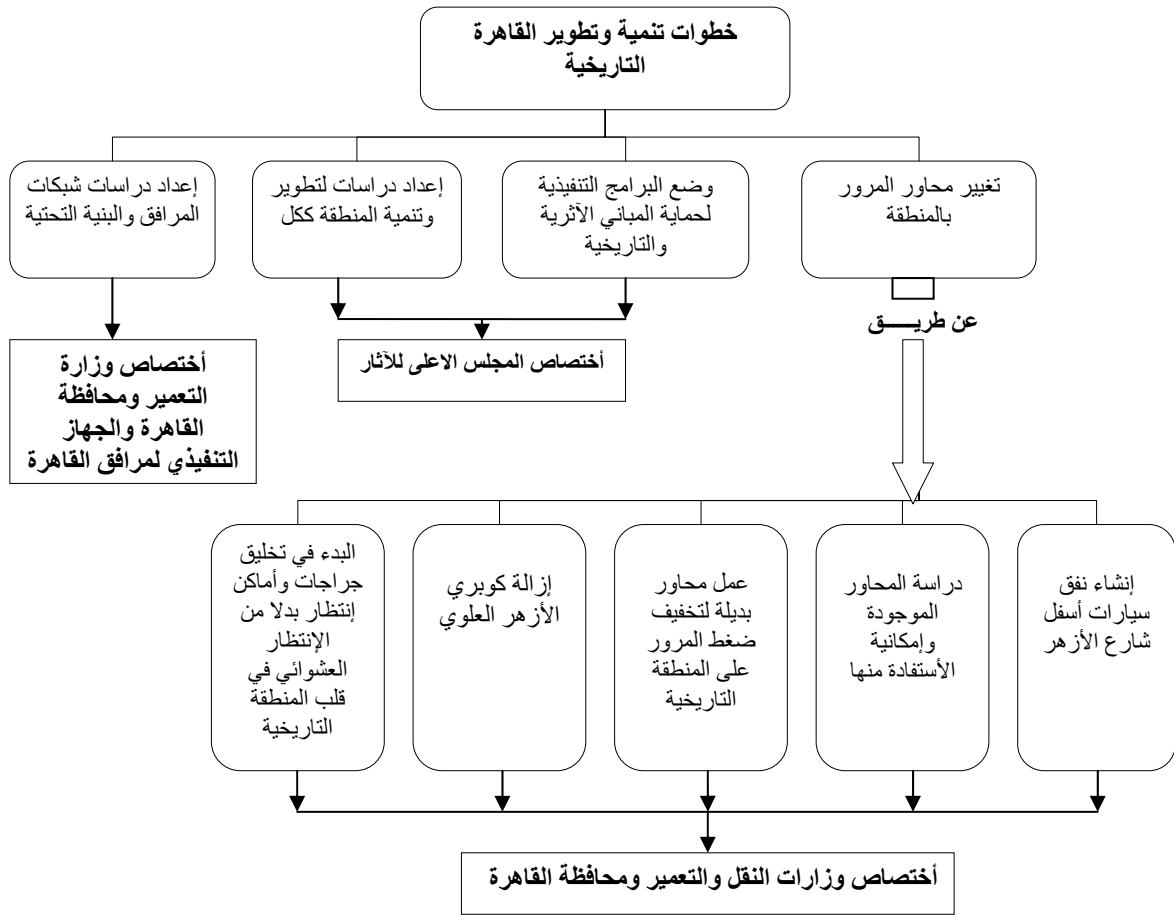 خطوات تنمية وتطوير القاهرة
التاريخية
تغيير محاور المرور
بالمنطقة
وضع البرامج التنفيذية
لحماية المباني الآثرية
والتاريخية
إعداد دراسات لتطوير
وتنمية المنطقة ككل
إعداد دراسات شبكات
المرافق والبنية التحتية
عن طريـــــق
أختصاص المجلس الاعلى للآثار
أختصاص وزارة
التعمير ومحافظة
القاهرة والجهاز
التنفيذي لمرافق القاهرة
إنشاء نفق
سيارات أسفل
شارع الأزهر
دراسة المحاور
الموجودة
وإمكانية
الأستفادة منها
عمل محاور
بديلة لتخفيف
ضغط المرور
على المنطقة
التاريخية
إزالة كوبري
الأزهر العلوي
البدء في تخليق
جراجات وأماكن
إنتظار بدلا من
الإنتظار
العشوائي في
قلب المنطقة
التاريخية
أختصاص وزارات النقل والتعمير ومحافظة القاهرة